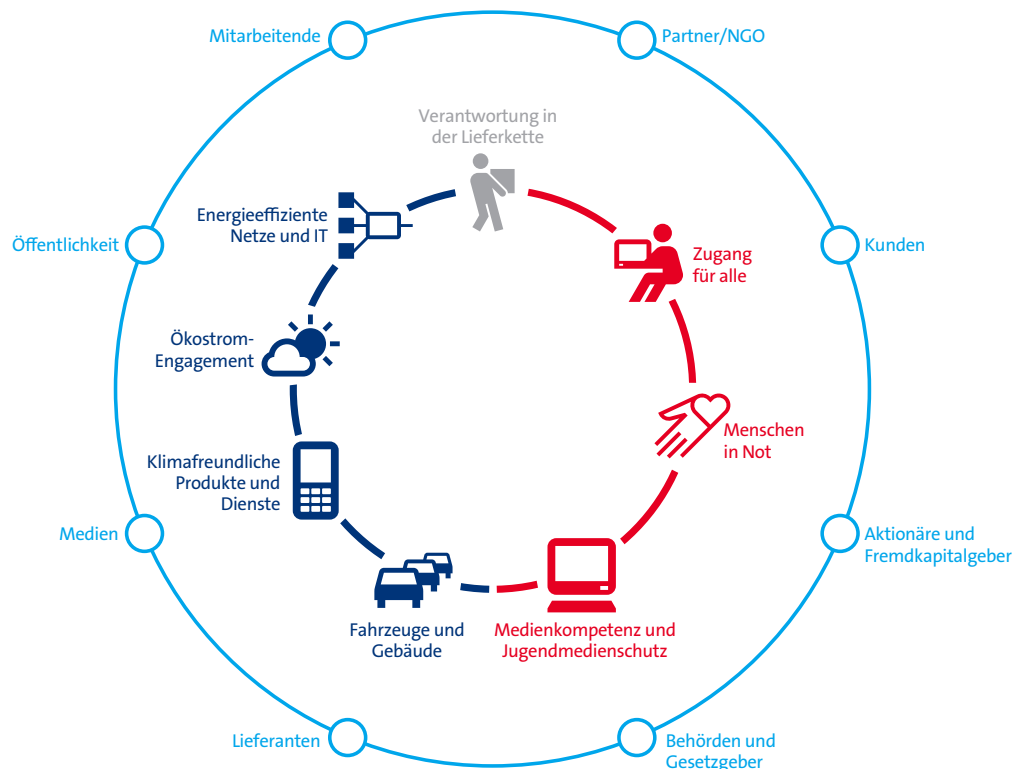 Mitarbeitende
Partner/NGO
Verantwortung in
der Lieferkette
Energieeffiziente
Netze und IT
Öffentlichkeit
Zugang
für alle
Kunden
Ökostrom-
Engagement
Menschen
in Not
Klimafreundliche
Produkte und
Dienste
Medien
Aktionäre und
Fremdkapitalgeber
Fahrzeuge und
Gebäude
Medienkompetenz und
Jugendmedienschutz
Lieferanten
Behörden und
Gesetzgeber